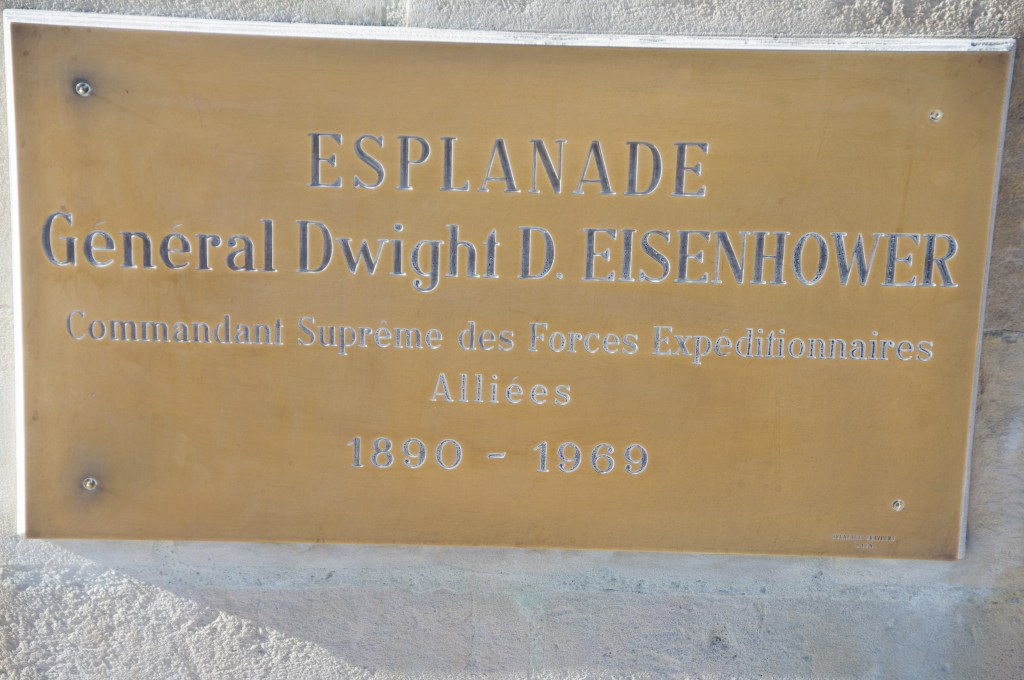 ESPLANADE
Général Dwight D. EISENHOWER
Commandant Suprême des Forces Expéditionnaires
Alliées
1890 - 1969